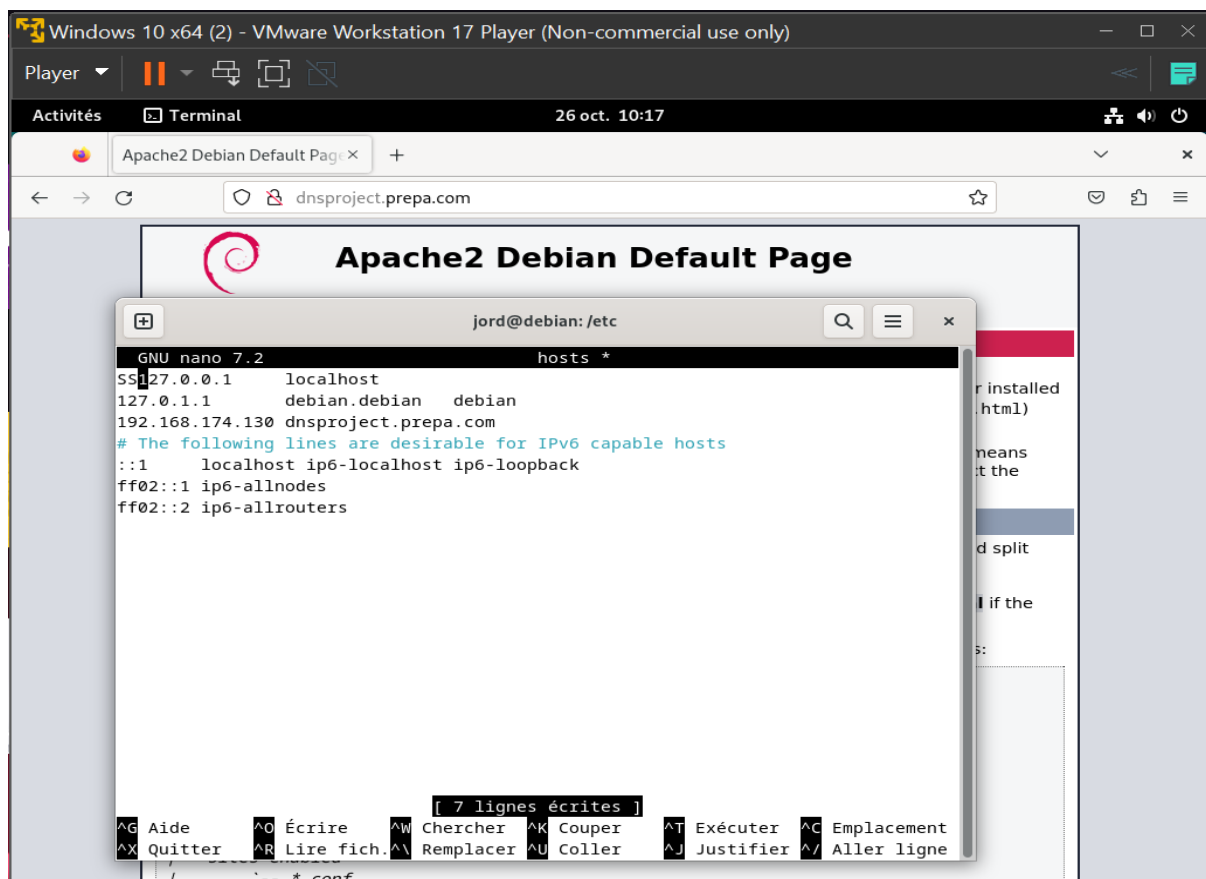 Windows 10 x64 (2) - VMware Workstation 17 Player (Non-commercial use only)
Player
Activités Terminal 26 oct. 10:17
Apache2 Debian Default Page
dnsproject.prepa.com
Apache2 Debian Default Page
jord@debian: /etc
GNU nano 7.2 hosts *
SS127.0.0.1 localhost
127.0.1.1 debian.debian debian
192.168.174.130 dnsproject.prepa.com
# The following lines are desirable for IPv6 capable hosts
::1 localhost ip6-localhost ip6-loopback
ff02::1 ip6-allnodes
ff02::2 ip6-allrouters
r installed
.html)
means
t the
d split
l if the
s:
[ 7 lignes écrites ]
^G Aide ^O Écrire ^W Chercher ^K Couper ^T Exécuter ^C Emplacement
^X Quitter ^R Lire fich. ^\ Remplacer ^U Coller ^J Justifier ^/ Aller ligne
`-- *.conf